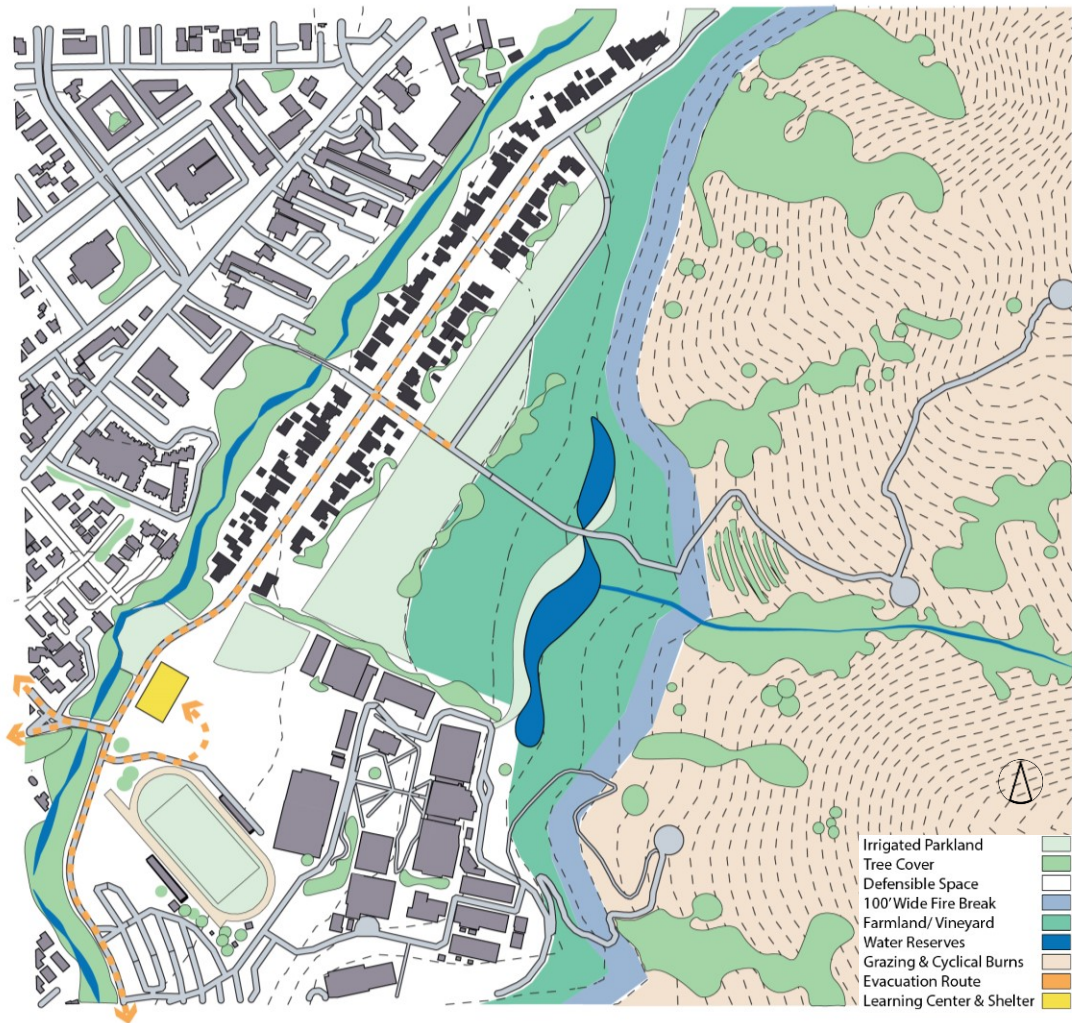 Irrigated Parkland
Tree Cover
Defensible Space
100'Wide Fire Break
Farmland/ Vineyard
Water Reserves
Grazing & Cyclical Burns
Evacuation Route
Learning Center & Shelter